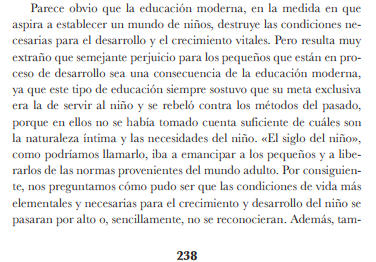 Parece obvio que la educación moderna, en la medida en que
aspira a establecer un mundo de niños, destruye las condiciones ne-
cesarias para el desarrollo y el crecimiento vitales. Pero resulta muy
extraño que semejante perjuicio para los pequeños que están en pro-
ceso de desarrollo sea una consecuencia de la educación moderna,
ya que este tipo de educación siempre sostuvo que su meta exclusiva
era la de servir al niño y se rebeló contra los métodos del pasado,
porque en ellos no se había tomado cuenta suficiente de cuáles son
la naturaleza íntima y las necesidades del niño. «El siglo del niño»,
como podríamos llamarlo, iba a emancipar a los pequeños y a libe-
rarlos de las normas provenientes del mundo adulto. Por consiguien-
te, nos preguntamos cómo pudo ser que las condiciones de vida más
elementales y necesarias para el crecimiento y desarrollo del niño se
pasaran por alto o, sencillamente, no se reconocieran. Además, tam-
238